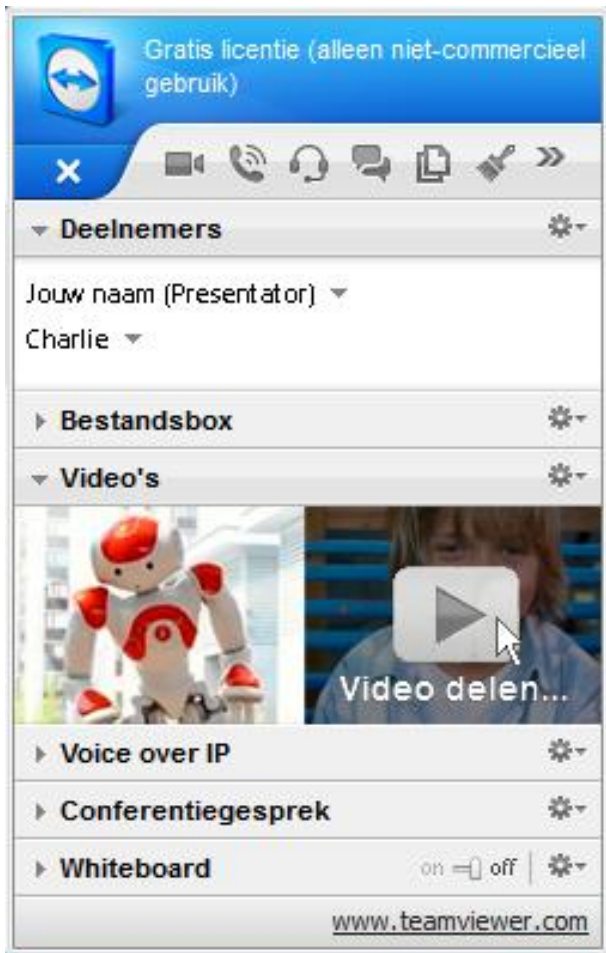 Gratis licentie (alleen niet-commercieel
gebruik)
Deelnemers
Jouw naam (Presentator)
Charlie
Bestandsbox
Video's
Video delen...
Voice over IP
Conferentiegesprek
Whiteboard on off
www.teamviewer.com